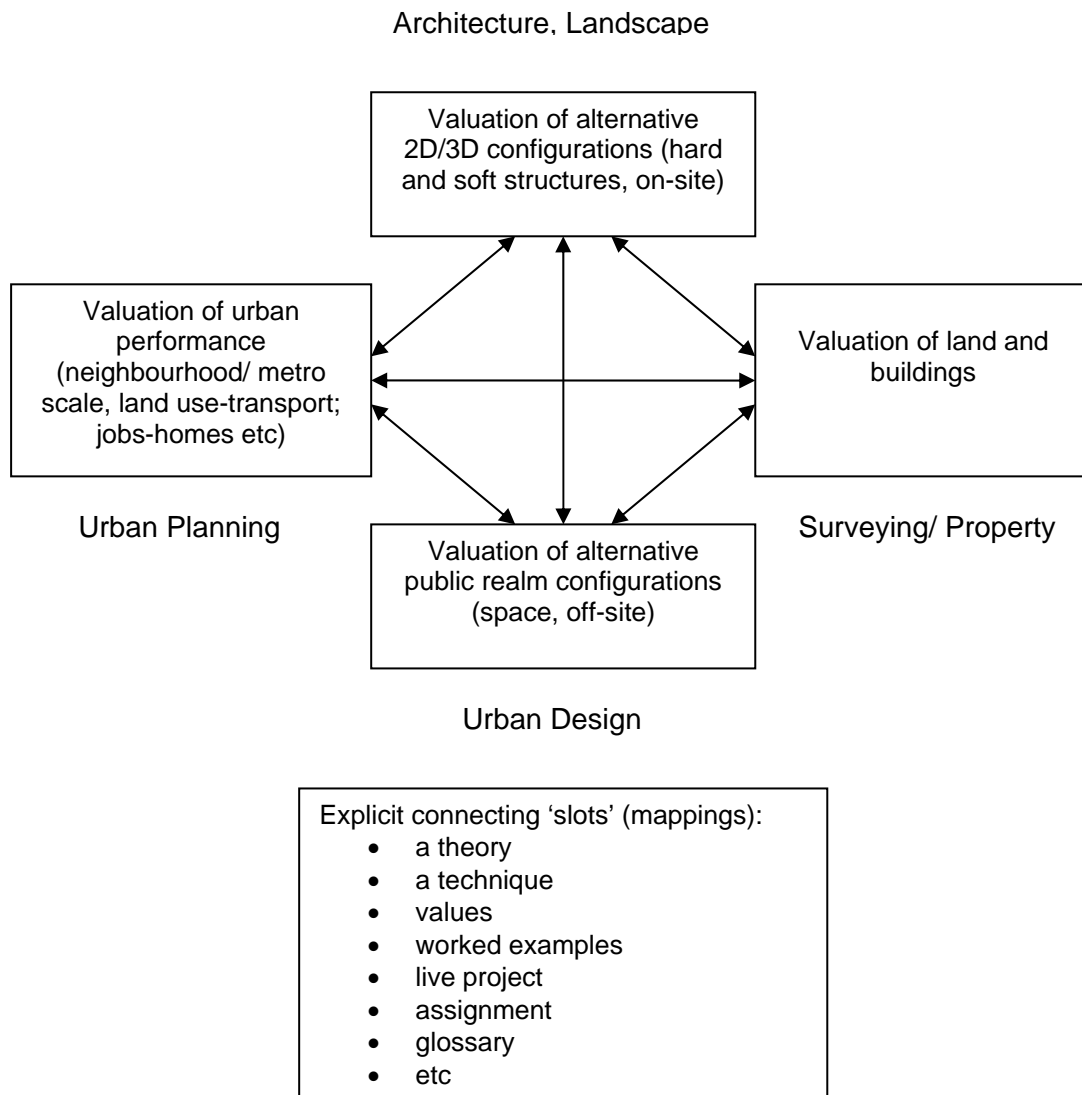 Architecture, Landscape
Valuation of alternative
2D/3D configurations (hard
and soft structures, on-site)
Valuation of urban
performance
(neighbourhood/ metro
scale, land use-transport;
jobs-homes etc)
Valuation of land and
buildings
Urban Planning
Surveying/ Property
Valuation of alternative
public realm configurations
(space, off-site)
Urban Design
Explicit connecting ‘slots’ (mappings):
• a theory
• a technique
• values
• worked examples
• live project
• assignment
• glossary
• etc